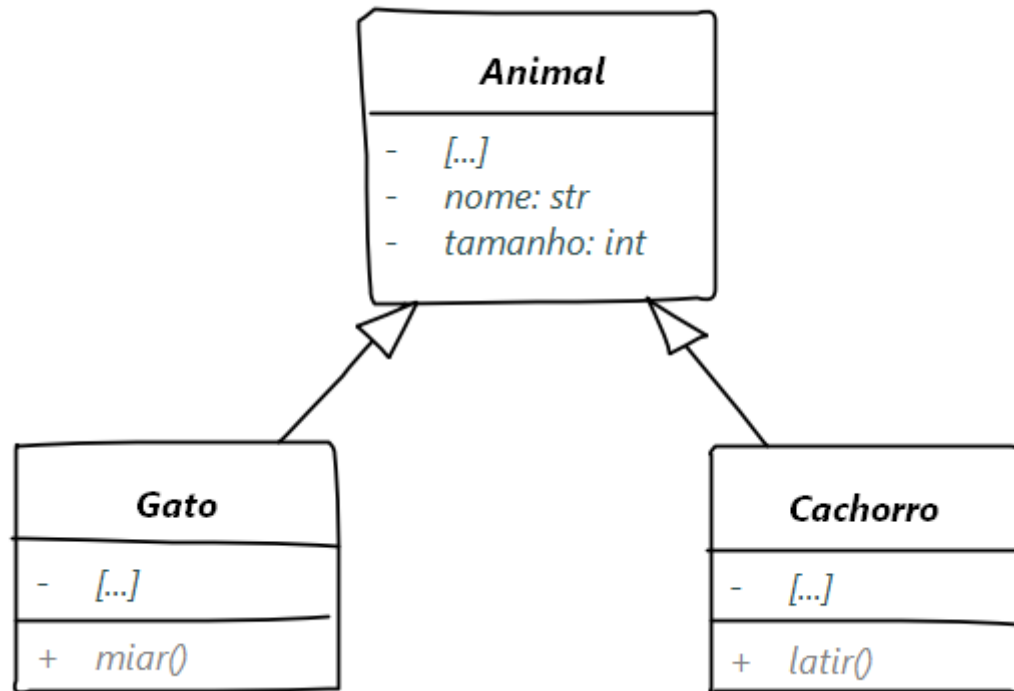 Animal
- [...]
- nome: str
- tamanho: int
Gato
- [...]
+ miar()
Cachorro
- [...]
+ latir()